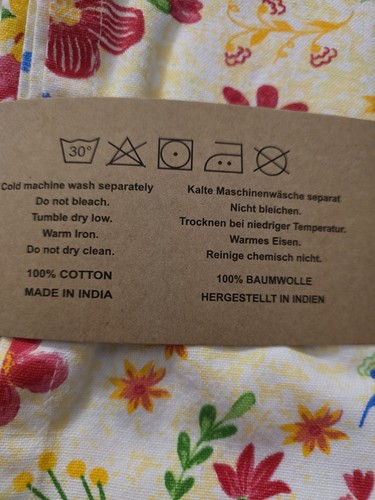 30°
Cold machine wash separately
Do not bleach.
Tumble dry low.
Warm Iron.
Do not dry clean.
100% COTTON
MADE IN INDIA
Kalte Maschinenwäsche separat
Nicht bleichen.
Trocknen bei niedriger Temperatur.
Warmes Eisen.
Reinige chemisch nicht.
100% BAUMWOLLE
HERGESTELLT IN INDIEN